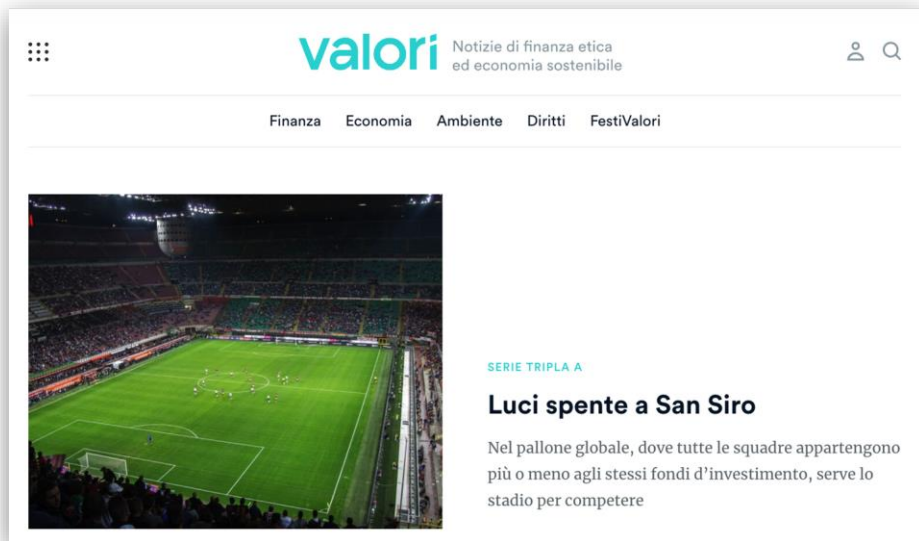 valori
Notizie di finanza etica
ed economia sostenibile
Finanza Economia Ambiente Diritti FestiValori
SERIE TRIPLA A
Luci spente a San Siro
Nel pallone globale, dove tutte le squadre appartengono
più o meno agli stessi fondi d’investimento, serve lo
stadio per competere